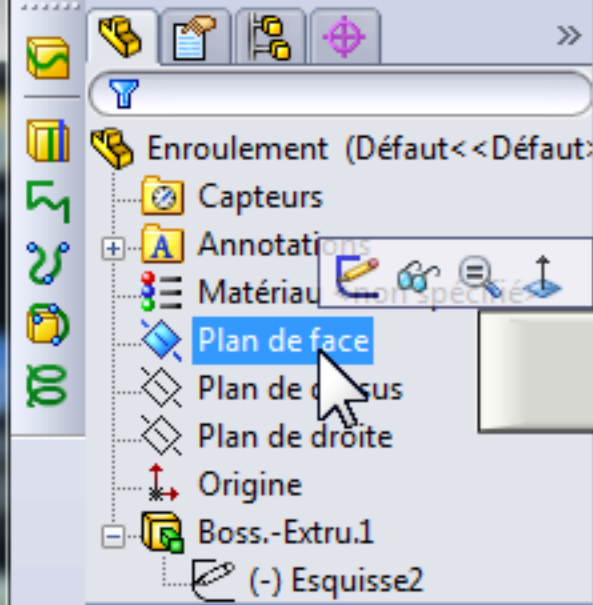 Enroulement (Défaut<<Défaut>
Capteurs
Annotations
Matériau <non spécifié>
Plan de face
Plan de dessus
Plan de droite
Origine
Boss.-Extru.1
(-) Esquisse2